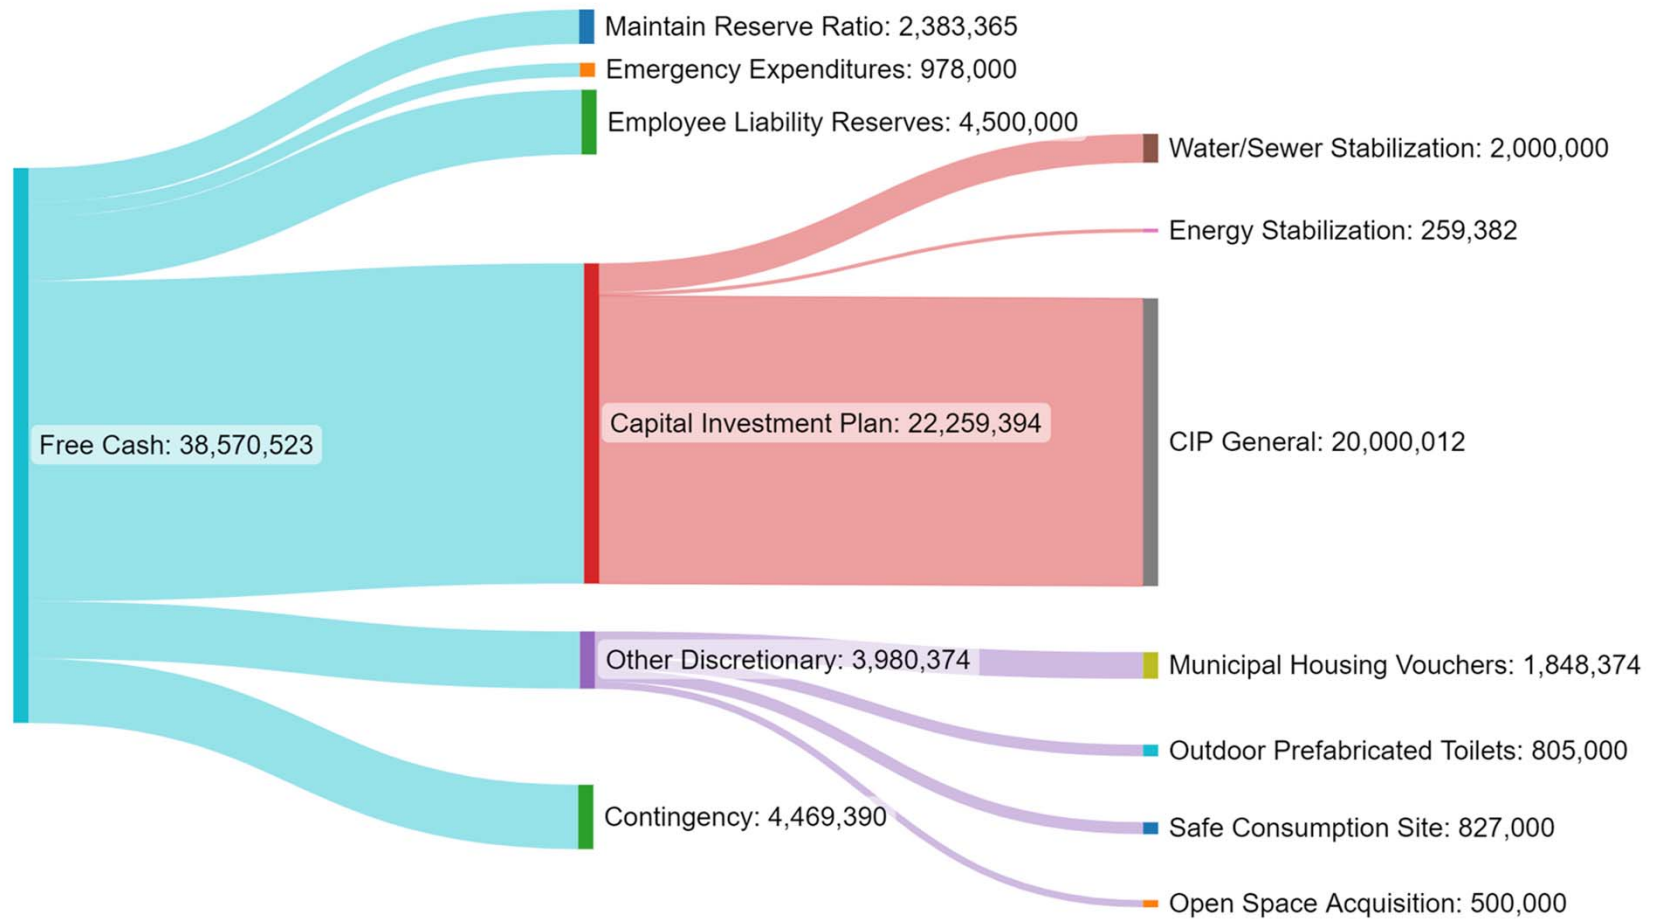 Maintain Reserve Ratio: 2,383,365
Emergency Expenditures: 978,000
Employee Liability Reserves: 4,500,000
Water/Sewer Stabilization: 2,000,000
Energy Stabilization: 259,382
Free Cash: 38,570,523
Capital Investment Plan: 22,259,394
CIP General: 20,000,012
Other Discretionary: 3,980,374
Municipal Housing Vouchers: 1,848,374
Outdoor Prefabricated Toilets: 805,000
Contingency: 4,469,390
Safe Consumption Site: 827,000
Open Space Acquisition: 500,000